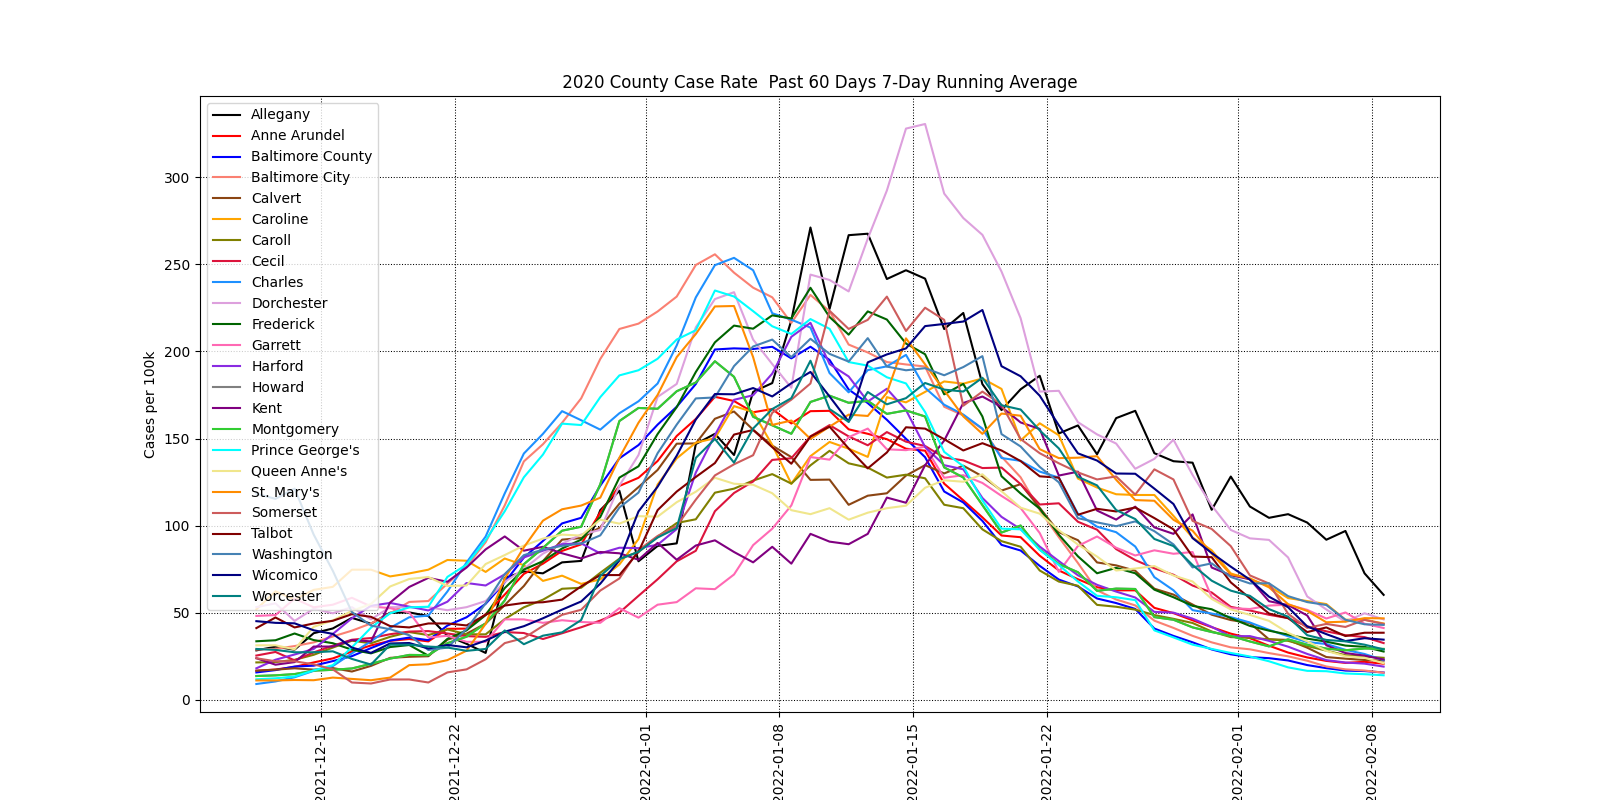 2020 County Case Rate  Past 60 Days 7-Day Running Average
Cases per 100k
300
250
200
150
100
50
0
Allegany
Anne Arundel
Baltimore County
Baltimore City
Calvert
Caroline
Caroll
Cecil
Charles
Dorchester
Frederick
Garrett
Harford
Howard
Kent
Montgomery
Prince George's
Queen Anne's
St. Mary's
Somerset
Talbot
Washington
Wicomico
Worcester
2021-12-15
2021-12-22
2022-01-01
2022-01-08
2022-01-15
2022-01-22
2022-02-01
2022-02-08